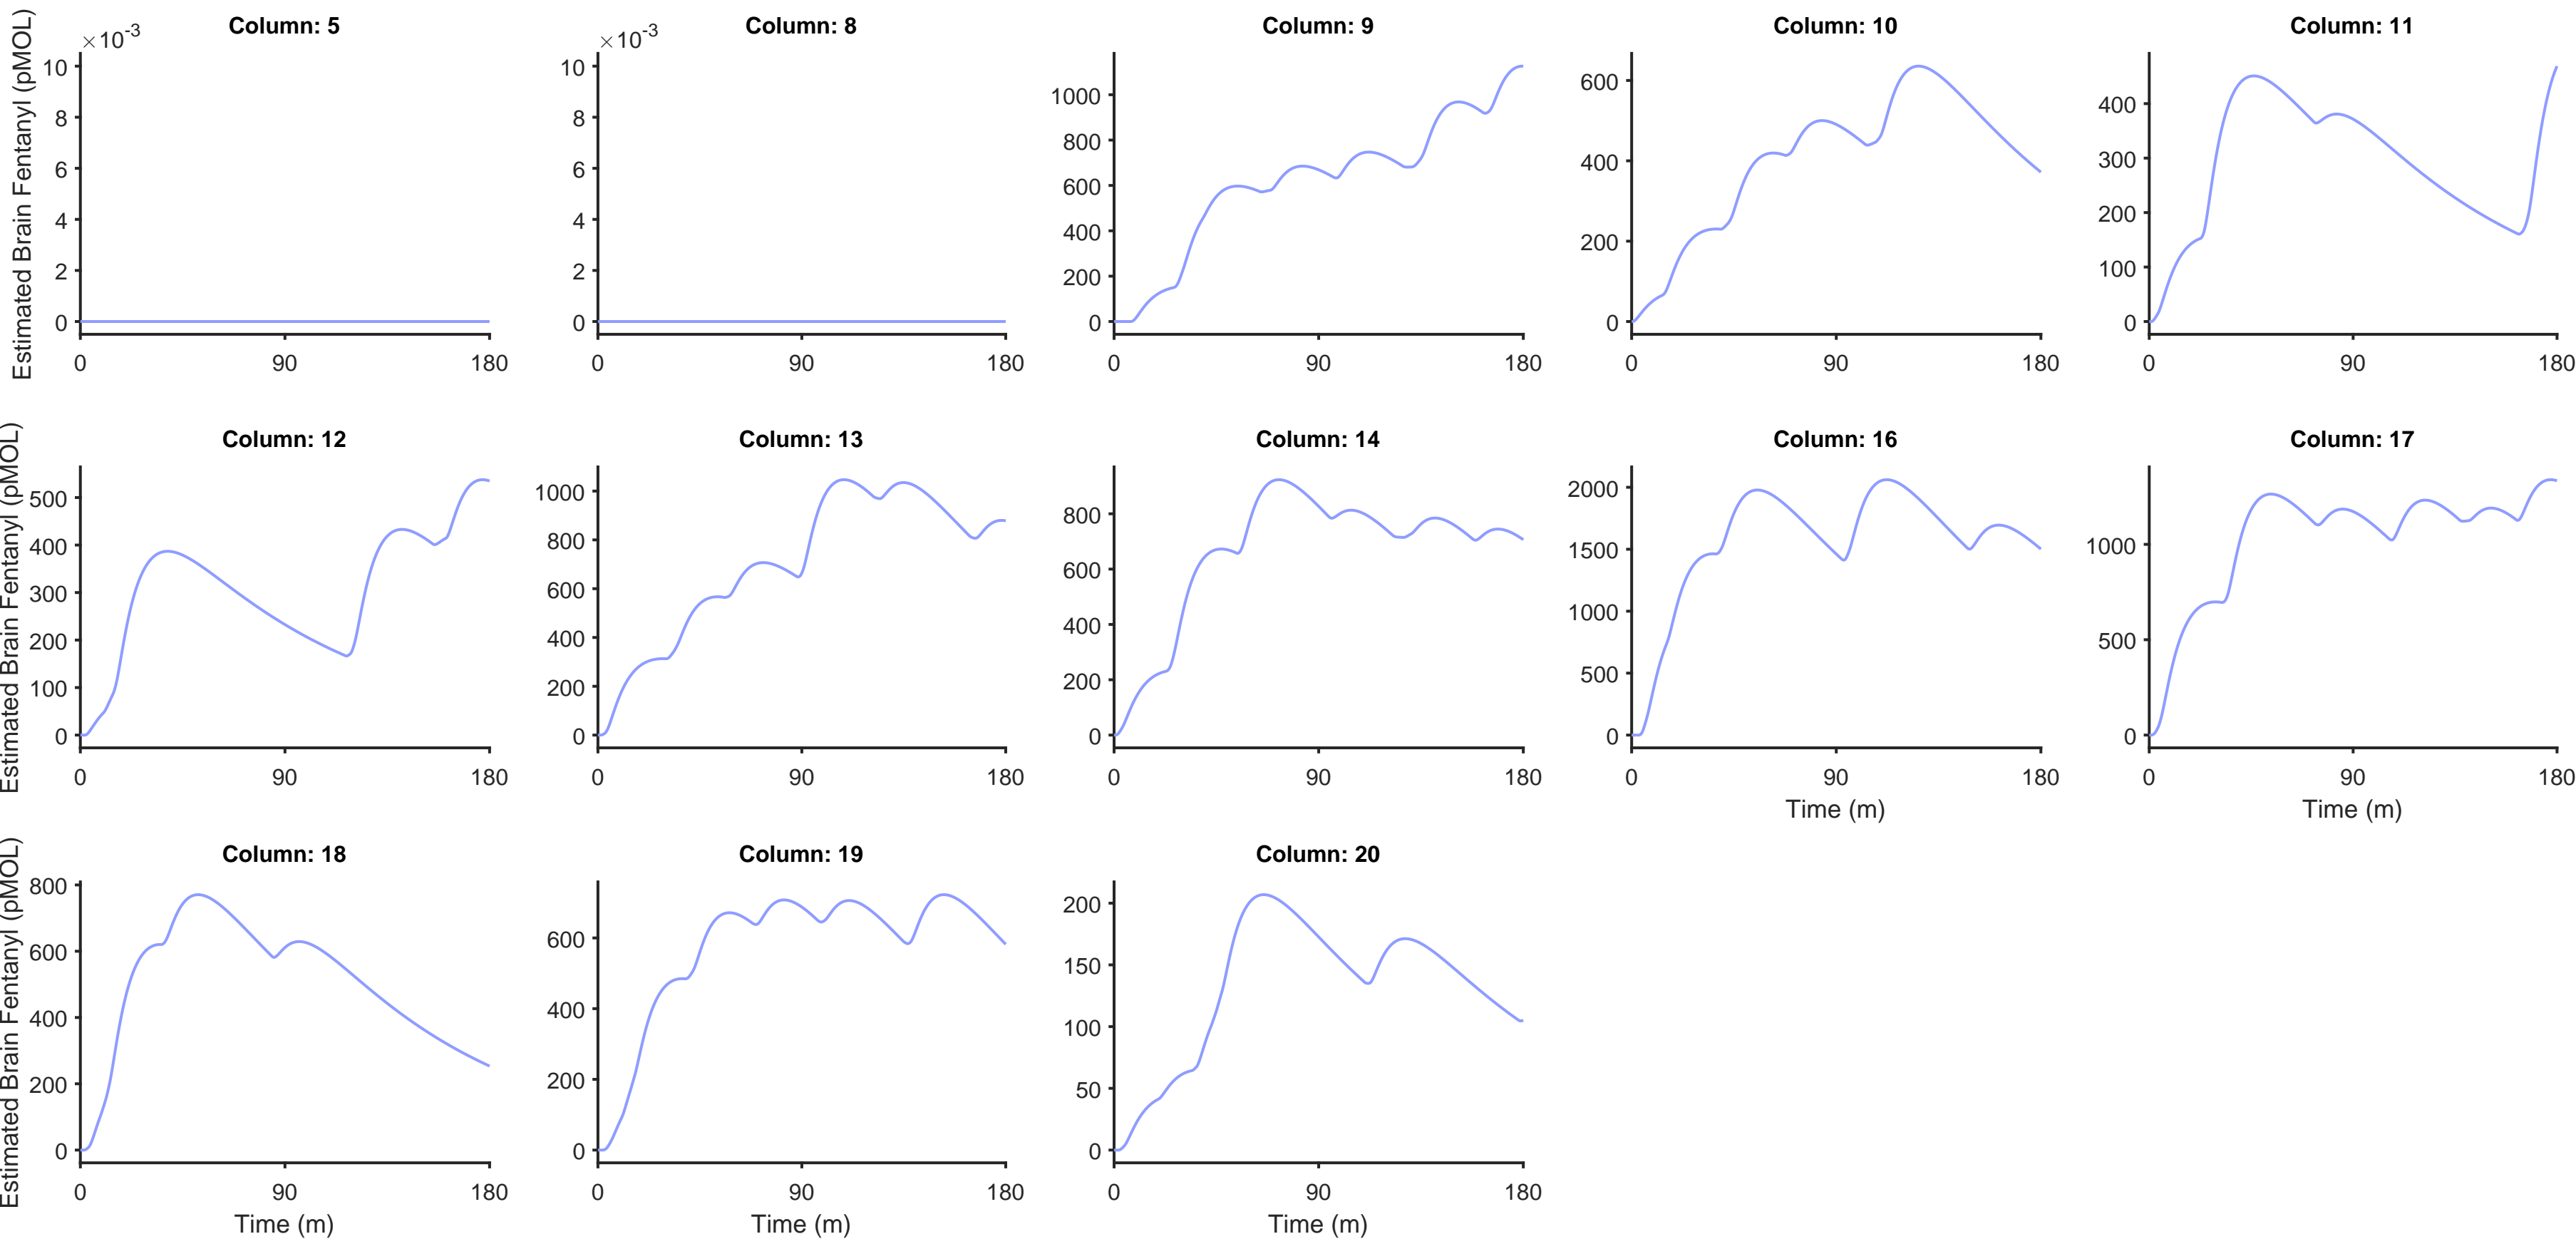 Column: 5 Column: 8 Column: 9 Column: 10 Column: 11
×10-3 ×10-3
Estimated Brain Fentanyl (pMOL)
10 8 6 4 2 0
0 90 180
10 8 6 4 2 0
0 90 180
1000 800 600 400 200 0
0 90 180
600 400 200 0
0 90 180
400 300 200 100 0
0 90 180
Column: 12 Column: 13 Column: 14 Column: 16 Column: 17
Estimated Brain Fentanyl (pMOL)
500 400 300 200 100 0
0 90 180
1000 800 600 400 200 0
0 90 180
800 600 400 200 0
0 90 180
2000 1500 1000 500 0
0 90 180
Time (m)
1000 500 0
0 90 180
Time (m)
Column: 18 Column: 19 Column: 20
Estimated Brain Fentanyl (pMOL)
800 600 400 200 0
0 90 180
Time (m)
600 400 200 0
0 90 180
Time (m)
200 150 100 50 0
0 90 180
Time (m)